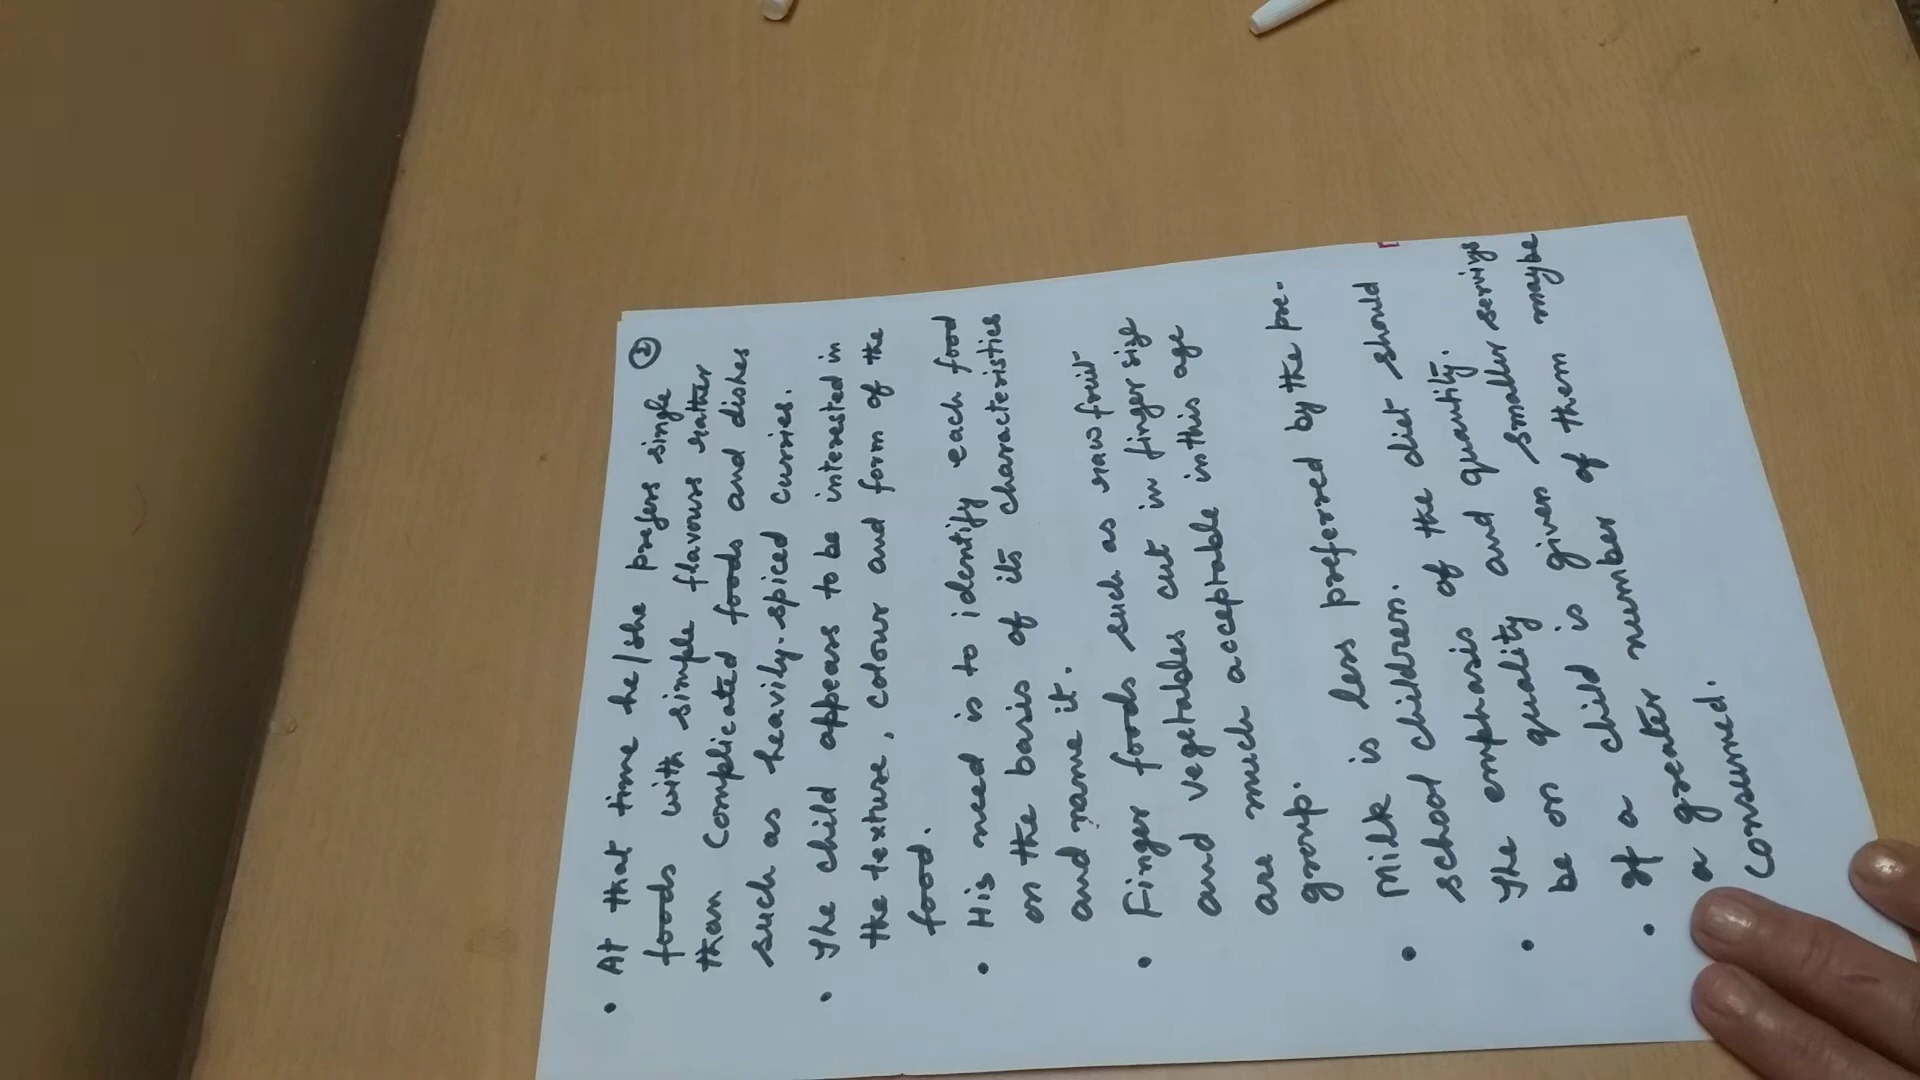 ②
• At that time he/she prefers single
foods with simple flavours rather
than complicated foods and dishes
such as heavily-spiced curries.
• The child appears to be interested in
the texture, colour and form of the
food.
• His need is to identify each food
on the basis of its characteristics
and name it.
• Finger foods such as raw fruit
and vegetables cut in finger size
are much acceptable in this age
group.
• Milk is less preferred by the pre-
school children.
• The emphasis of the diet should
be on quality and quantity.
• If a child is given smaller servings
a greater number of them maybe
consumed.